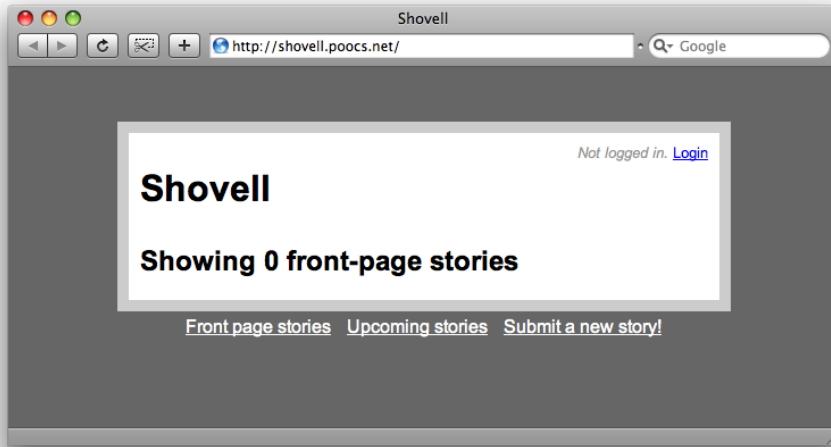 Shovell
http://shovell.poocs.net/ Google
Not logged in. Login
Shovell
Showing 0 front-page stories
Front page stories Upcoming stories Submit a new story!